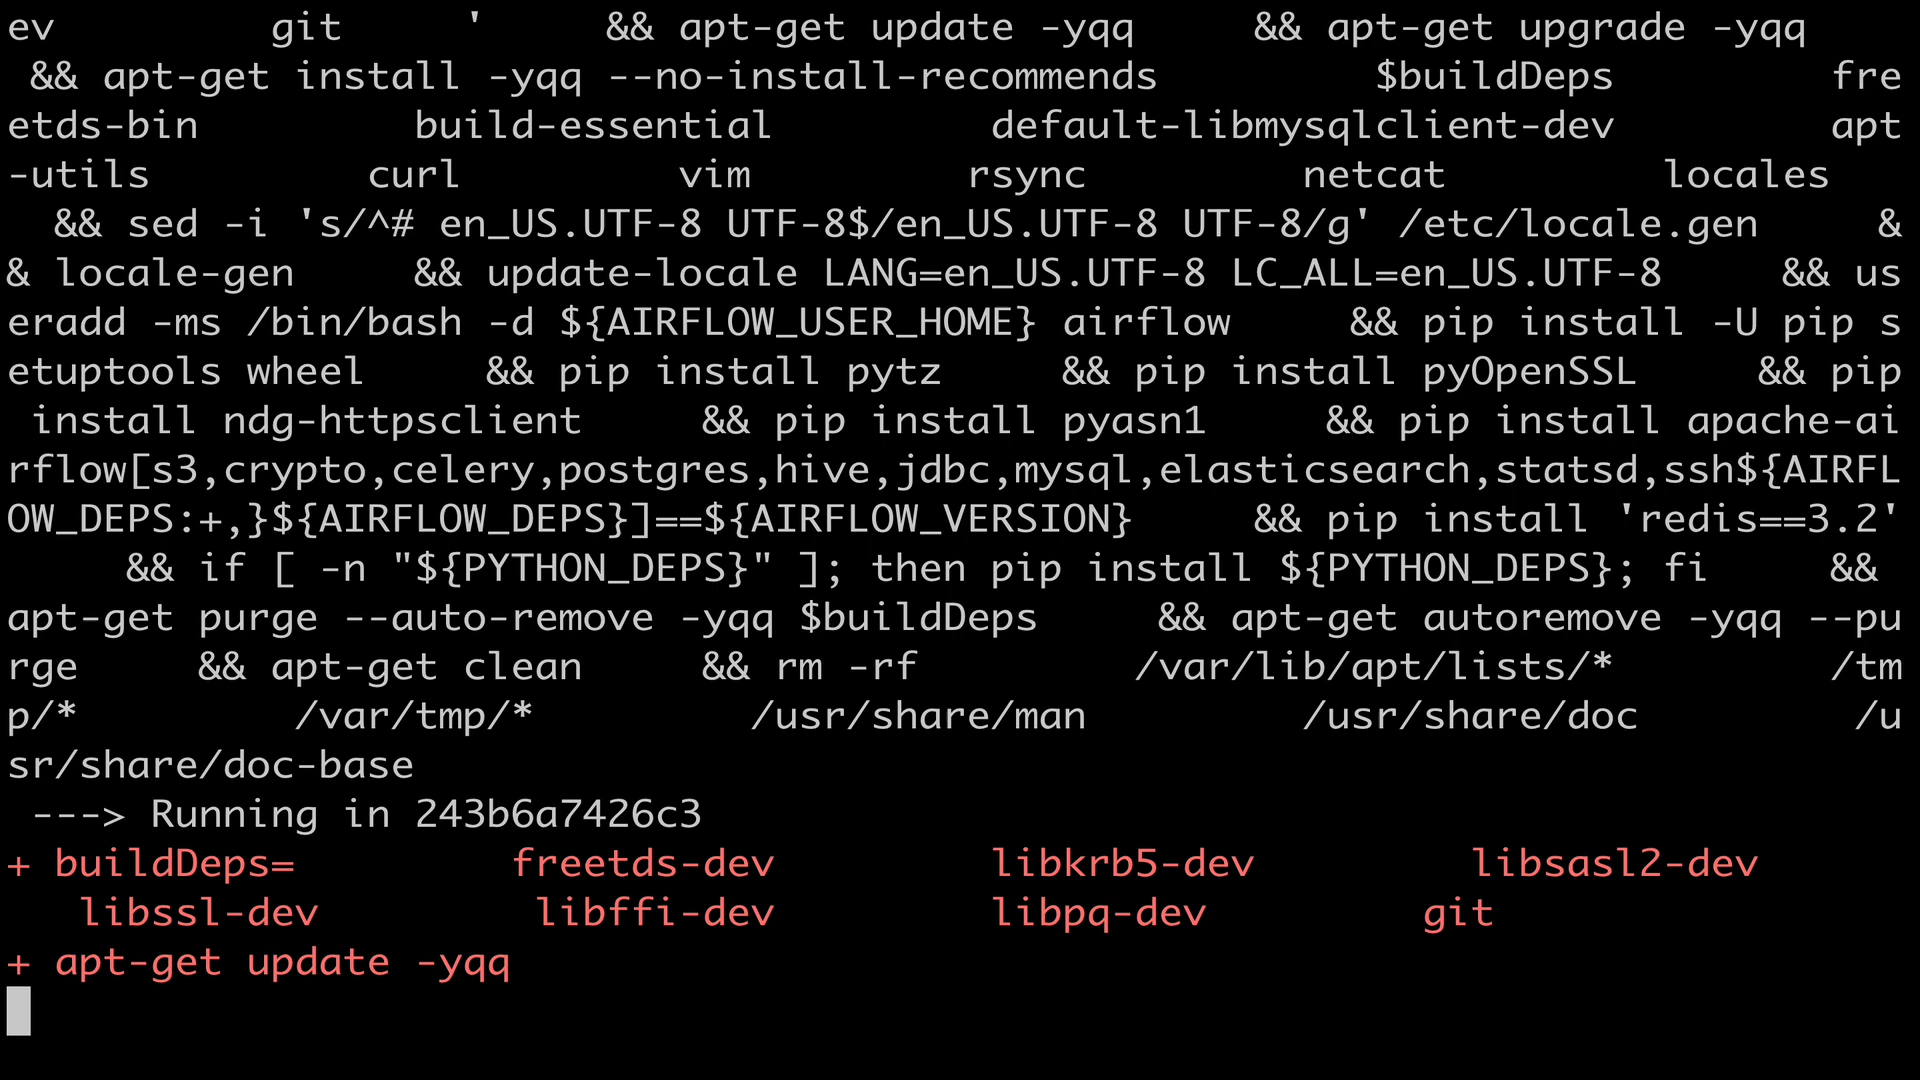 ev         git     '     && apt-get update -yqq     && apt-get upgrade -yqq
 && apt-get install -yqq --no-install-recommends         $buildDeps         fre
etds-bin         build-essential         default-libmysqlclient-dev         apt
-utils         curl         vim         rsync         netcat         locales
  && sed -i 's/^# en_US.UTF-8 UTF-8$/en_US.UTF-8 UTF-8/g' /etc/locale.gen     &
& locale-gen     && update-locale LANG=en_US.UTF-8 LC_ALL=en_US.UTF-8     && us
eradd -ms /bin/bash -d ${AIRFLOW_USER_HOME} airflow     && pip install -U pip s
etuptools wheel     && pip install pytz     && pip install pyOpenSSL     && pip
 install ndg-httpsclient     && pip install pyasn1     && pip install apache-ai
rflow[s3,crypto,celery,postgres,hive,jdbc,mysql,elasticsearch,statsd,ssh${AIRFL
OW_DEPS:+,}${AIRFLOW_DEPS}]==${AIRFLOW_VERSION}     && pip install 'redis==3.2'
     && if [ -n "${PYTHON_DEPS}" ]; then pip install ${PYTHON_DEPS}; fi     &&
apt-get purge --auto-remove -yqq $buildDeps     && apt-get autoremove -yqq --pu
rge     && apt-get clean     && rm -rf         /var/lib/apt/lists/*         /tm
p/*         /var/tmp/*         /usr/share/man         /usr/share/doc         /u
sr/share/doc-base
 ---> Running in 243b6a7426c3
+ buildDeps=         freetds-dev         libkrb5-dev         libsasl2-dev
   libssl-dev         libffi-dev         libpq-dev         git
+ apt-get update -yqq